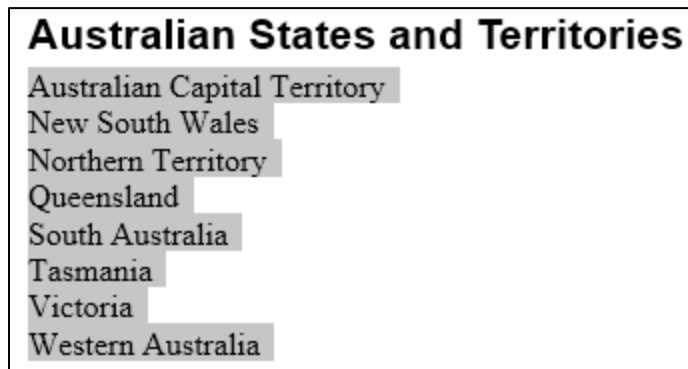 Australian States and Territories
Australian Capital Territory
New South Wales
Northern Territory
Queensland
South Australia
Tasmania
Victoria
Western Australia